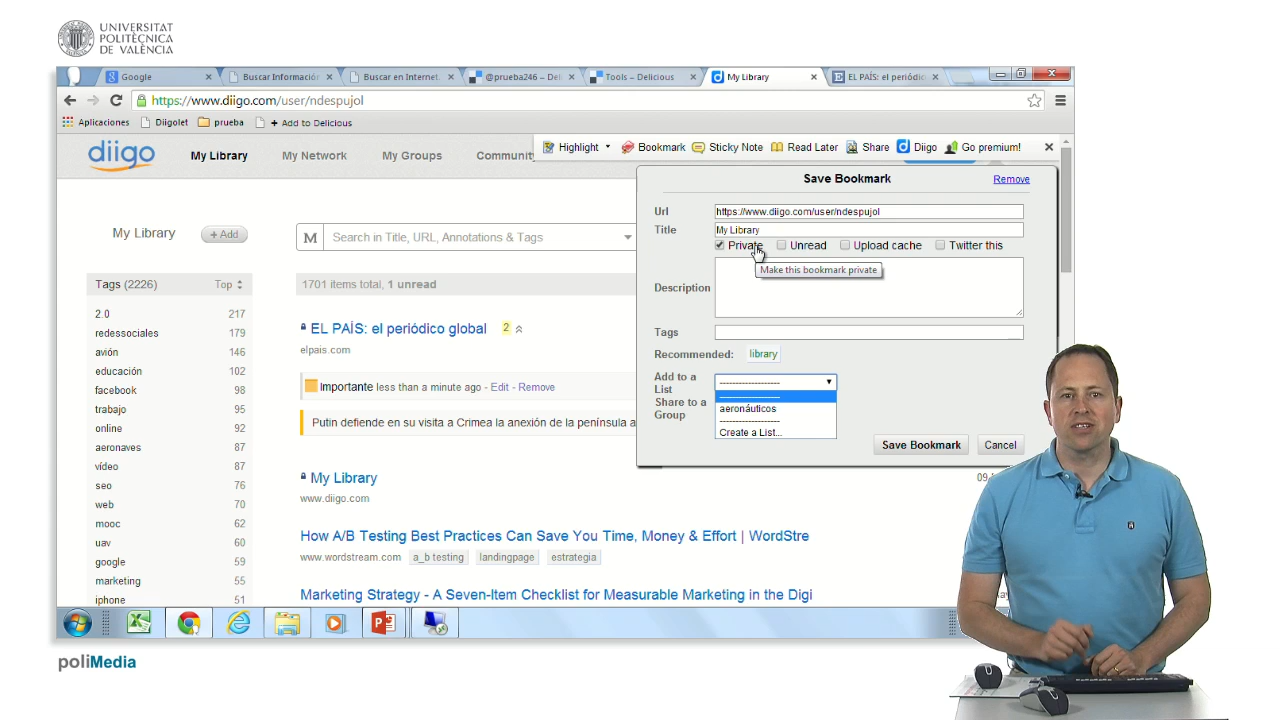 UNIVERSITAT
POLITÈCNICA
DE VALÈNCIA
Google
Buscar Informació
Buscar en Internet.
@prueba246 – Deli
Tools – Delicious
My Library
EL PAÍS: el periódic
https://www.diigo.com/user/ndespujol
Aplicaciones
Diigolet
prueba
+ Add to Delicious
diigo
My Library
My Network
My Groups
Community
Highlight
Bookmark
Sticky Note
Read Later
Share
Diigo
Go premium!
Save Bookmark
Remove
Url
https://www.diigo.com/user/ndespujol
Title
My Library
Private
Unread
Upload cache
Twitter this
Make this bookmark private
Description
Tags
Recommended:
library
Add to a
List
Share to a
Group
aeronáuticos
Create a List...
Save Bookmark
Cancel
My Library
+ Add
M
Search in Title, URL, Annotations & Tags
Tags (2226)
Top
2.0 217
redessociales 179
avión 146
educación 122
facebook 98
trabajo 95
online 92
aeronaves 87
vídeo 87
seo 76
web 70
mooc 62
uav 60
google 59
marketing 55
iphone 51
1701 items total, 1 unread
EL PAÍS: el periódico global 2
elpais.com
Importante less than a minute ago - Edit - Remove
Putin defiende en su visita a Crimea la anexión de la península a
My Library
www.diigo.com
How A/B Testing Best Practices Can Save You Time, Money & Effort | WordStre
www.wordstream.com a_b testing landingpage estrategia
Marketing Strategy - A Seven-Item Checklist for Measurable Marketing in the Digi
poliMedia